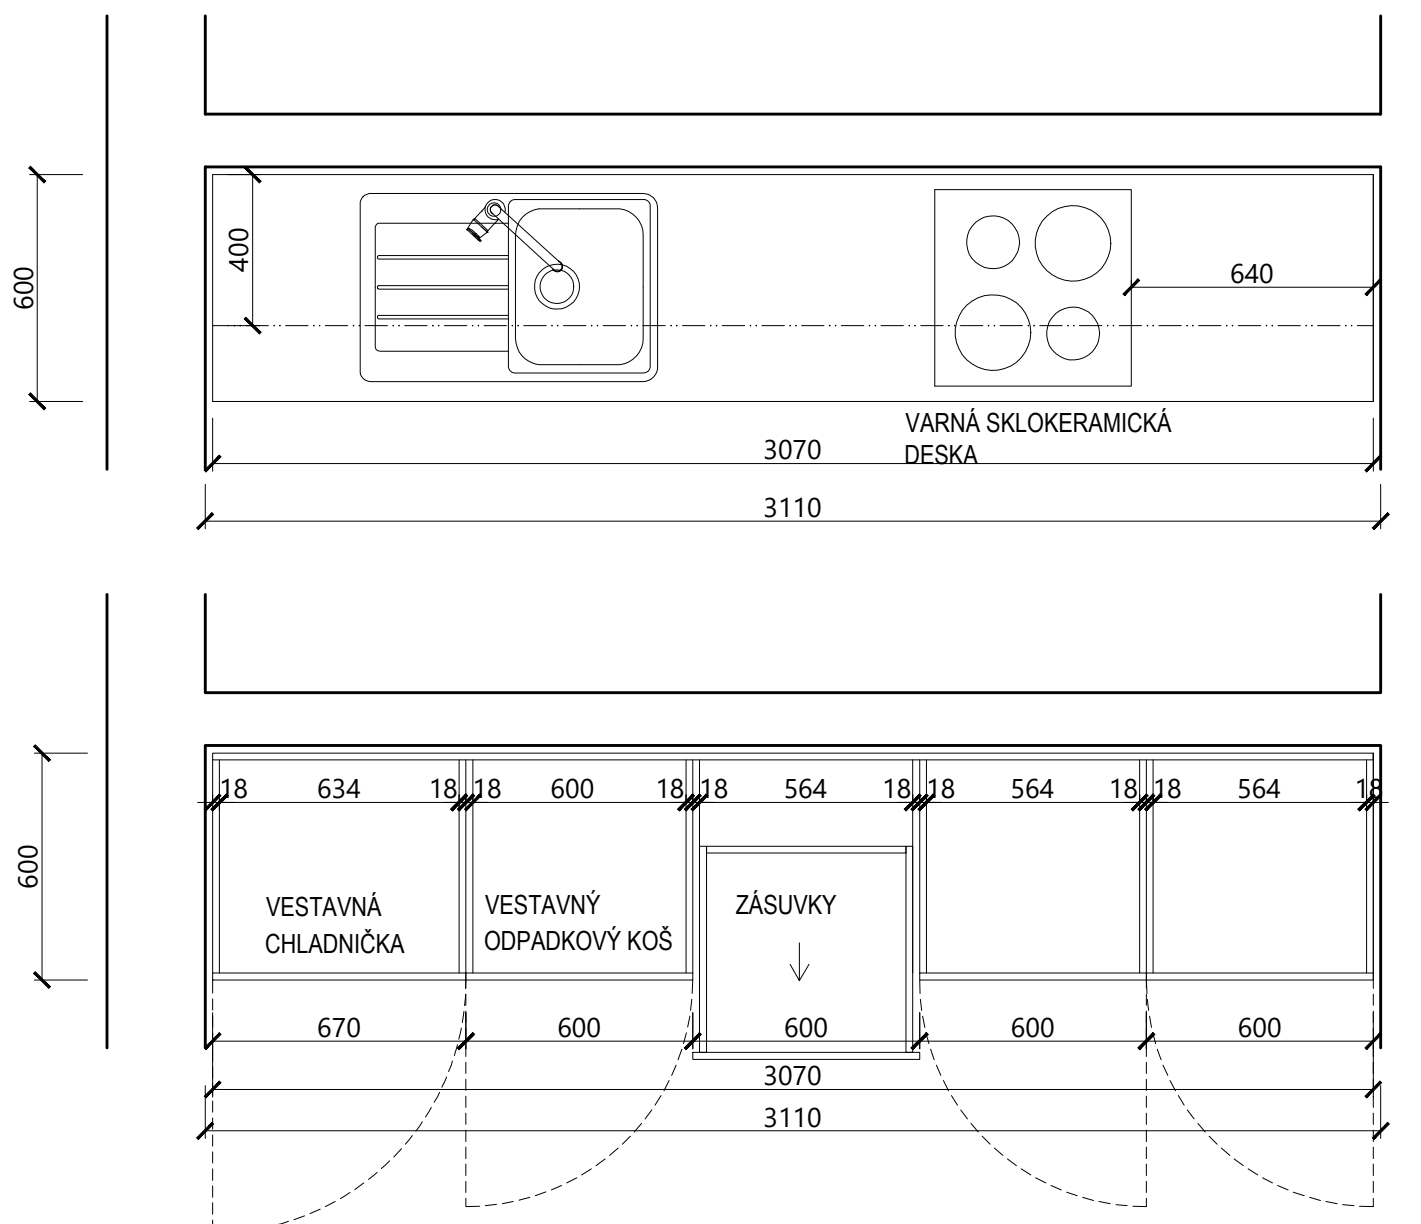 600
400
640
VARNÁ SKLOKERAMICKÁ
DESKA
3070
3110
18 634 18 18 600 18 18 564 18 18 564 18 18 564 18
600
VESTAVNÁ
CHLADNIČKA
VESTAVNÝ
ODPADKOVÝ KOŠ
ZÁSUVKY
670 600 600 600 600
3070
3110